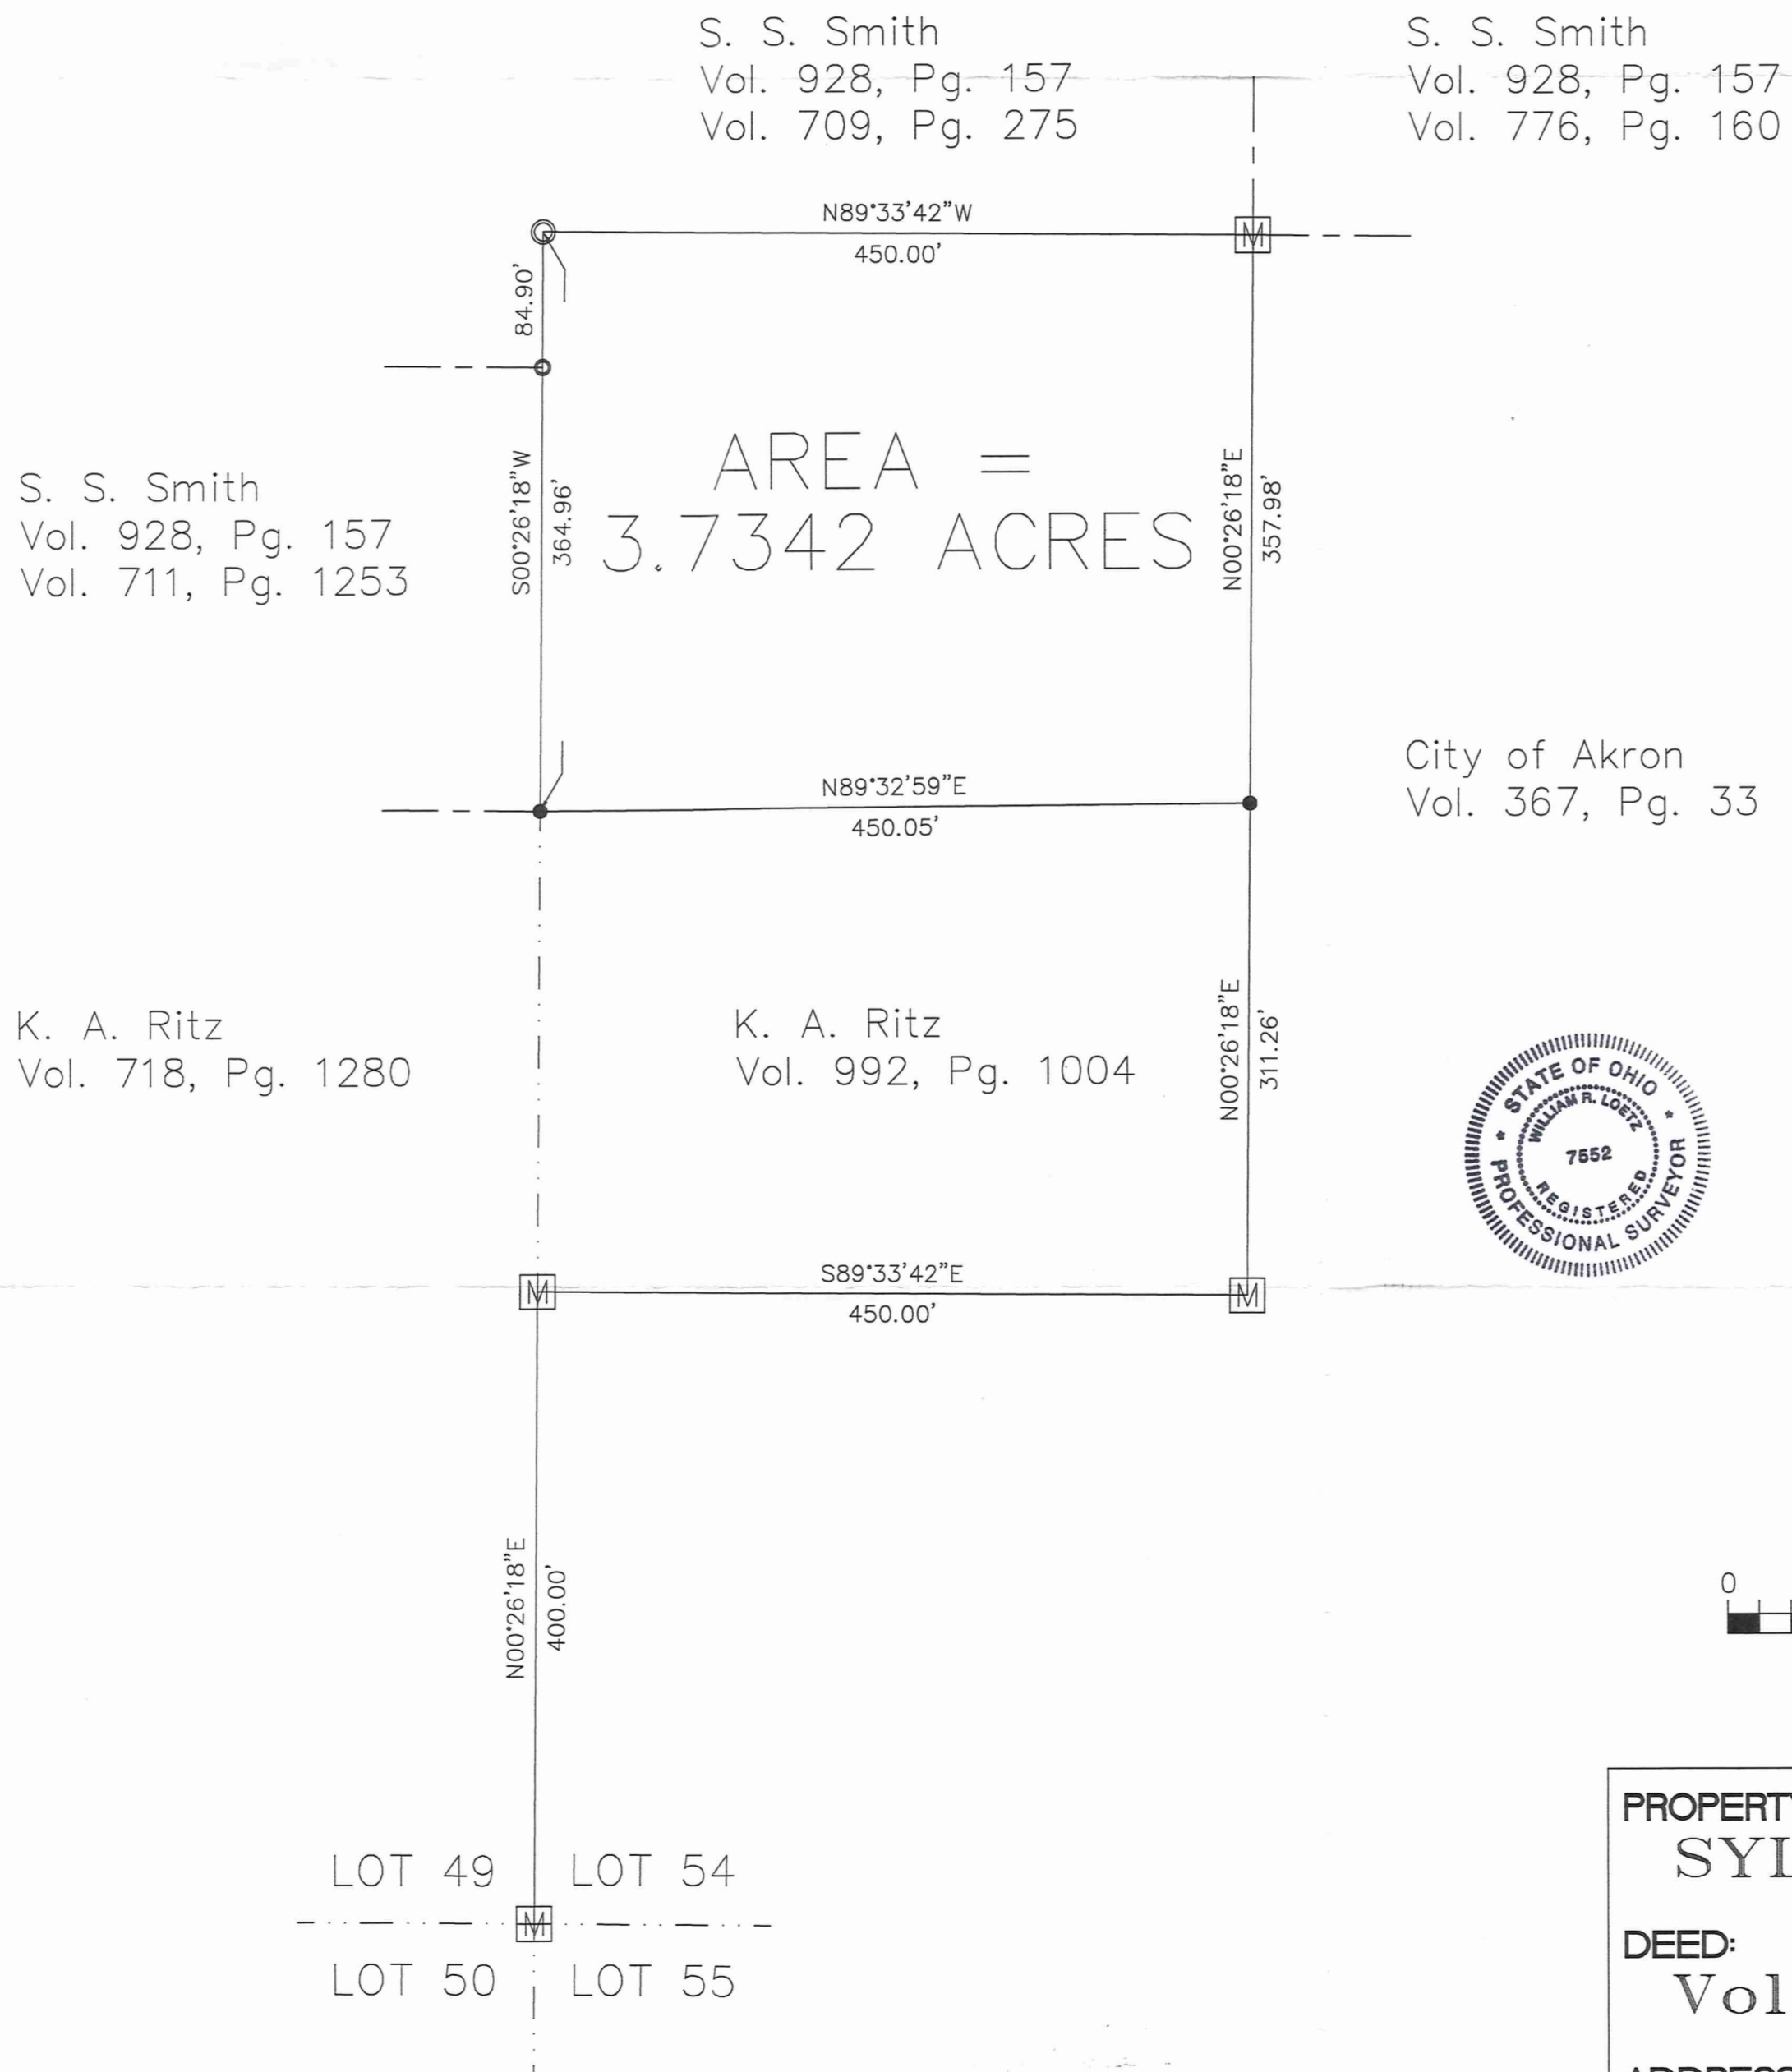 S. S. Smith
Vol. 928, Pg. 157
Vol. 709, Pg. 275
S. S. Smith
Vol. 928, Pg. 157
Vol. 776, Pg. 160
N89°33'42"W
450.00'
M
84.90'
AREA =
3.7342 ACRES
S00°26'18"W
364.96'
N00°26'18"E
357.98'
S. S. Smith
Vol. 928, Pg. 157
Vol. 711, Pg. 1253
City of Akron
Vol. 367, Pg. 33
N89°32'59"E
450.05'
K. A. Ritz
Vol. 718, Pg. 1280
K. A. Ritz
Vol. 992, Pg. 1004
N00°26'18"E
311.26'
STATE OF OHIO
WILLIAM R. LOETZ
7552
REGISTERED
PROFESSIONAL SURVEYOR
M
S89°33'42"E
450.00'
M
N00°26'18"E
400.00'
0
LOT 49
LOT 54
M
LOT 50
LOT 55
PROPERTY
SYL
DEED:
Vol
ADDRESS